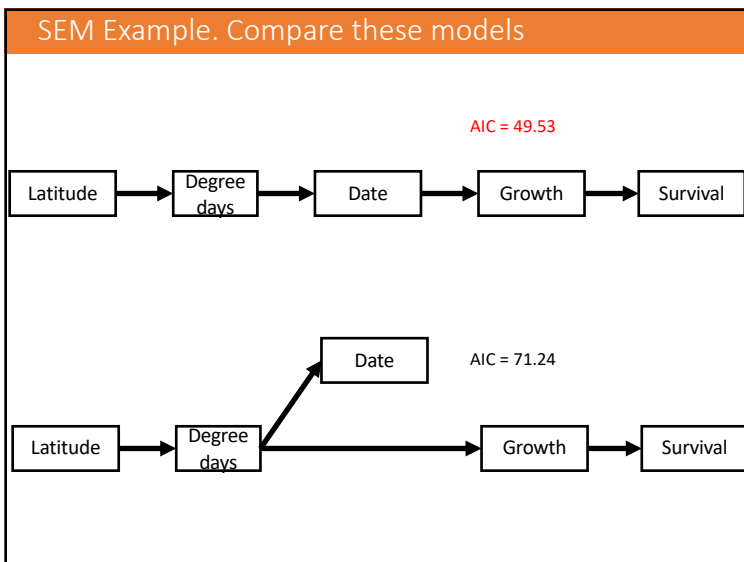 SEM Example. Compare these models
AIC = 49.53
Latitude
Degree
days
Date
Growth
Survival
Date
AIC = 71.24
Latitude
Degree
days
Growth
Survival